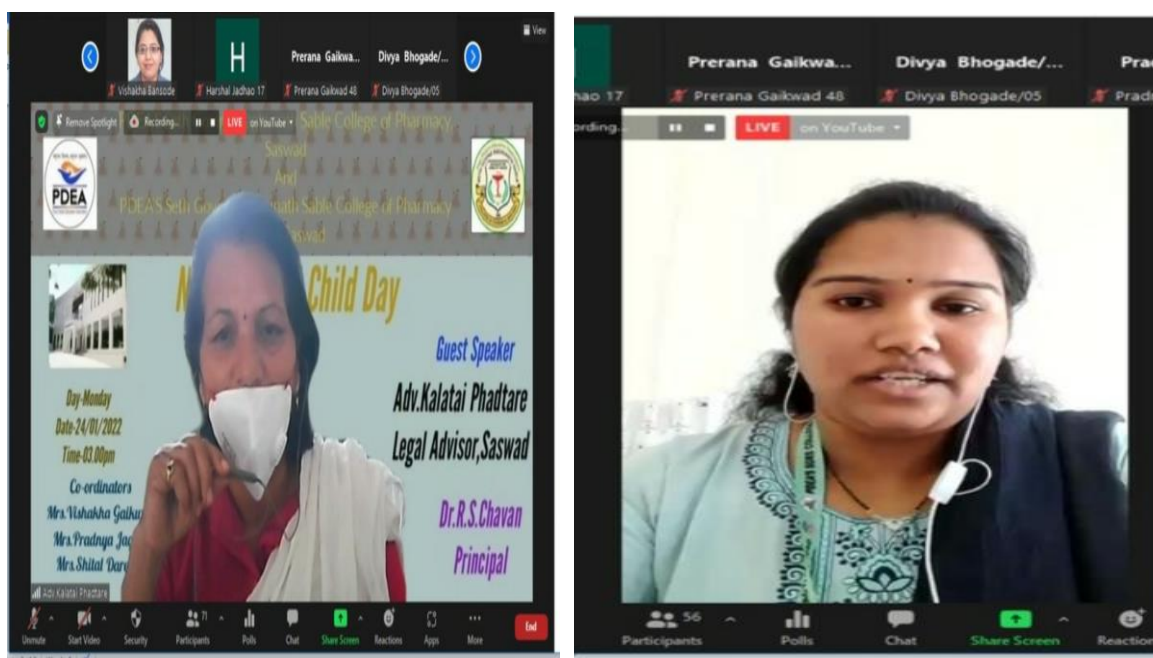 View
H
Prerana Gaikwa...
Divya Bhogade/...
Vishakha Bansode
Harshal Jadhao 17
Prerana Gaikwad 48
Divya Bhogade/05
Remove Spotlight
Recording...
LIVE
on YouTube
Sable College of Pharmacy,
Saswad
And
PDEA'S Seth Gov
nath Sable College of Pharmacy
aswad
PDEA
N
Child Day
Guest Speaker
Adv.Kalatai Phadtare
Legal Advisor,Saswad
Day-Monday
Date-24/01/2022
Time-03.00pm
Co-ordinators
Mrs.Vishakha Gaikw
Mrs.Pradnya Jag
Mrs.Shital Dar
Dr.R.S.Chavan
Principal
Adv Kalatai Phadtare
Unmute
Start Video
Security
Participants
71
Polls
Chat
Share Screen
Reactions
Apps
More
End
Prerana Gaikwa...
Divya Bhogade/...
Prad
hao 17
Prerana Gaikwad 48
Divya Bhogade/05
Pradn
ording...
LIVE
on YouTube
Participants
56
Polls
Chat
Share Screen
Reaction